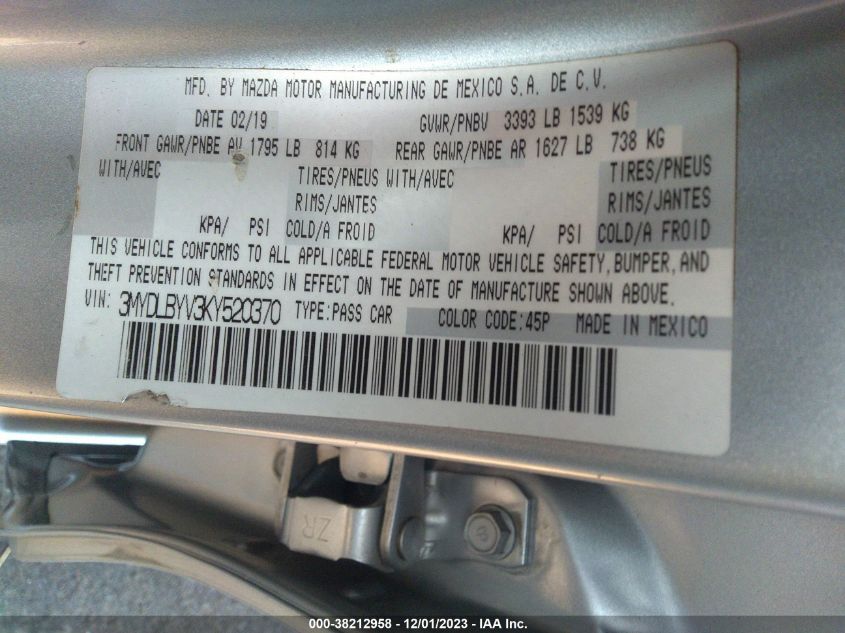 MFD. BY MAZDA MOTOR MANUFACTURING DE MEXICO S.A. DE C.V.
DATE 02/19 GVWR/PNBV 3393 LB 1539 KG
FRONT GAWR/PNBE AV 1795 LB 814 KG REAR GAWR/PNBE AR 1627 LB 738 KG
WITH/AVEC TIRES/PNEUS WITH/AVEC TIRES/PNEUS
RIMS/JANTES RIMS/JANTES
KPA/ PSI COLD/A FROID KPA/ PSI COLD/A FROID
THIS VEHICLE CONFORMS TO ALL APPLICABLE FEDERAL MOTOR VEHICLE SAFETY, BUMPER, AND
THEFT PREVENTION STANDARDS IN EFFECT ON THE DATE OF MANUFACTURE SHOWN ABOVE.
VIN: 3MYDLBYV3KY520370 TYPE:PASS CAR COLOR CODE:45P MADE IN MEXICO
ZR
000-38212958 - 12/01/2023 - IAA Inc.